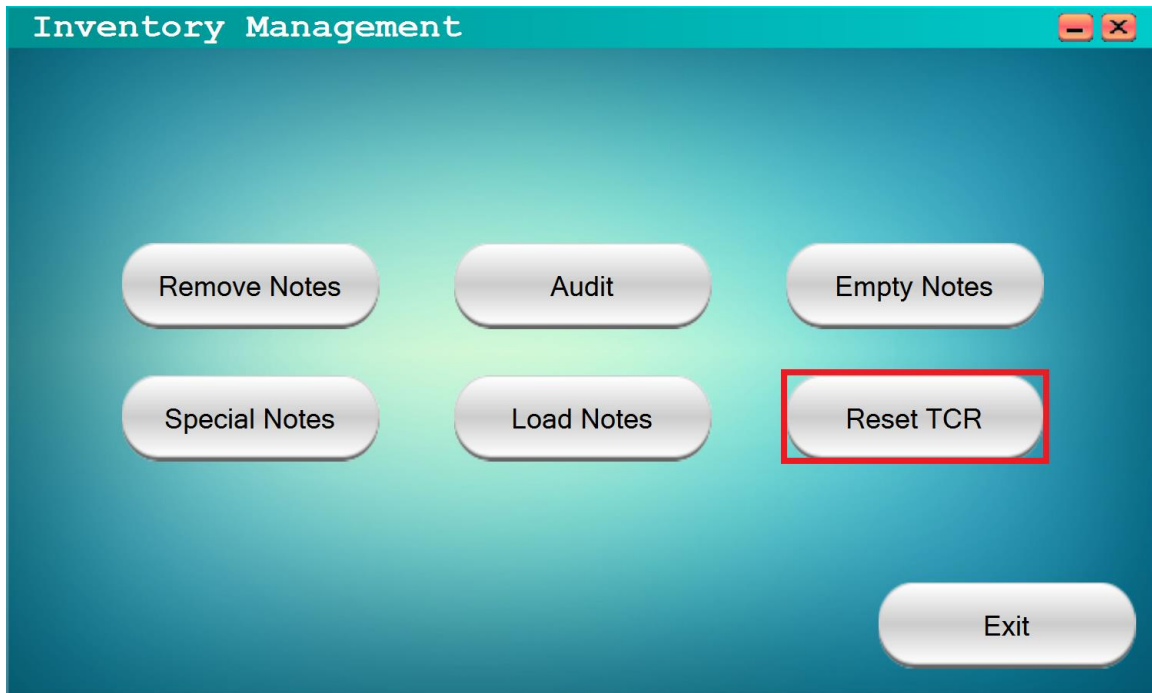 Inventory Management
Remove Notes
Audit
Empty Notes
Special Notes
Load Notes
Reset TCR
Exit